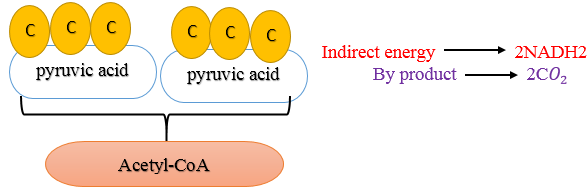 C C C C C C
pyruvic acid pyruvic acid
Indirect energy 2NADH2
By product 2CO₂
Acetyl-CoA